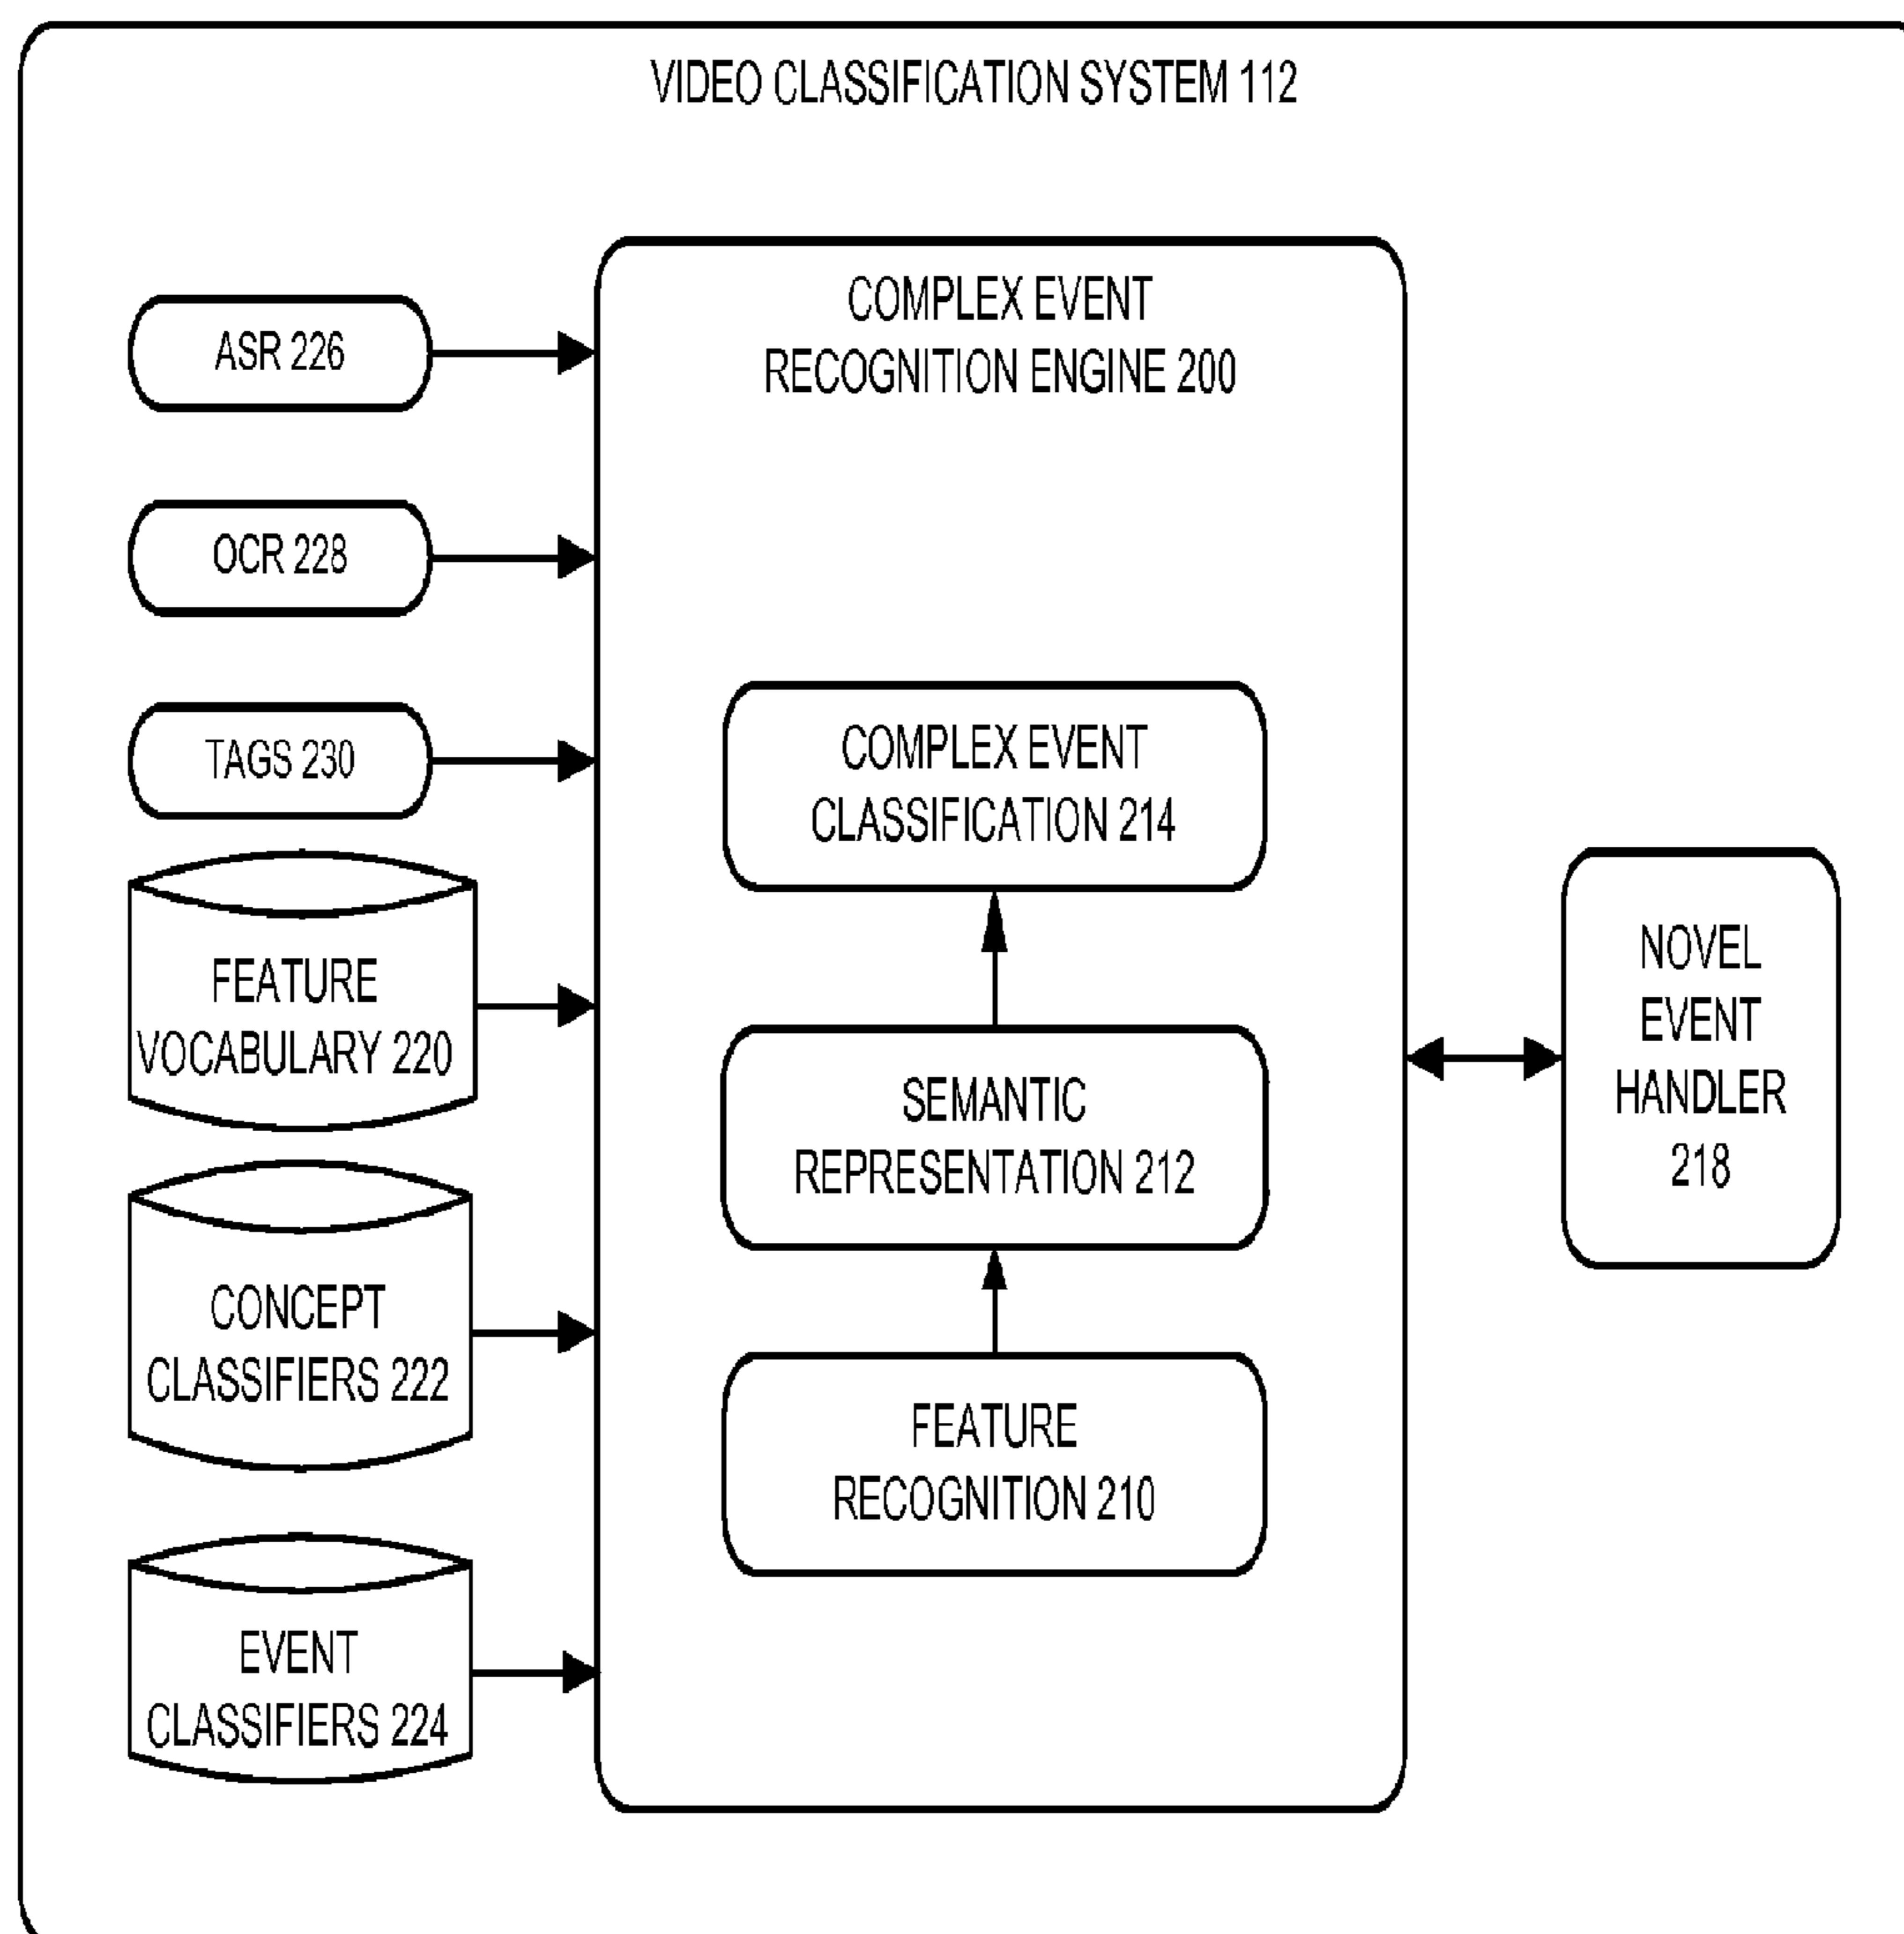 VIDEO CLASSIFICATION SYSTEM 112
ASR 226
OCR 228
TAGS 230
FEATURE
VOCABULARY 220
CONCEPT
CLASSIFIERS 222
EVENT
CLASSIFIERS 224
COMPLEX EVENT
RECOGNITION ENGINE 200
COMPLEX EVENT
CLASSIFICATION 214
SEMANTIC
REPRESENTATION 212
FEATURE
RECOGNITION 210
NOVEL
EVENT
HANDLER
218